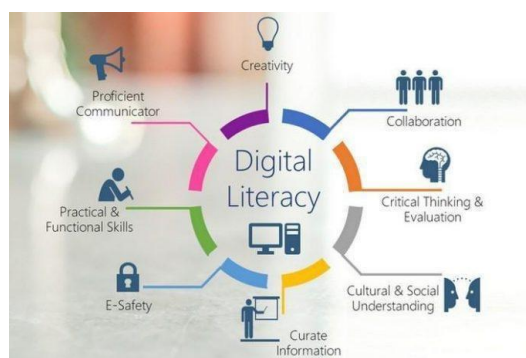 Creativity
Proficient
Communicator
Collaboration
Digital
Literacy
Practical &
Functional Skills
Critical Thinking &
Evaluation
E-Safety
Cultural & Social
Understanding
Curate
Information